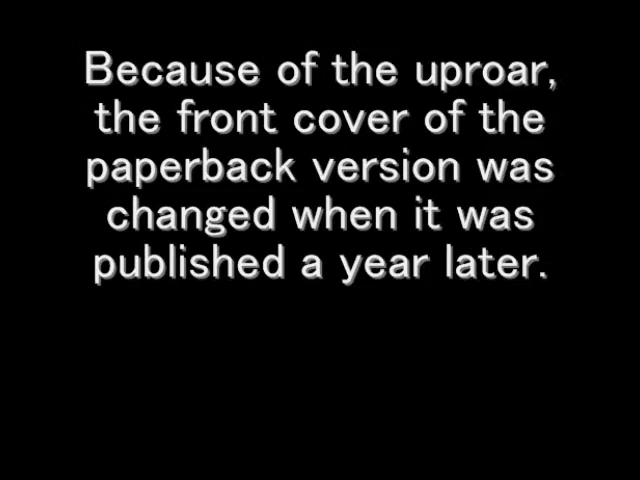 Because of the uproar,
the front cover of the
paperback version was
changed when it was
published a year later.